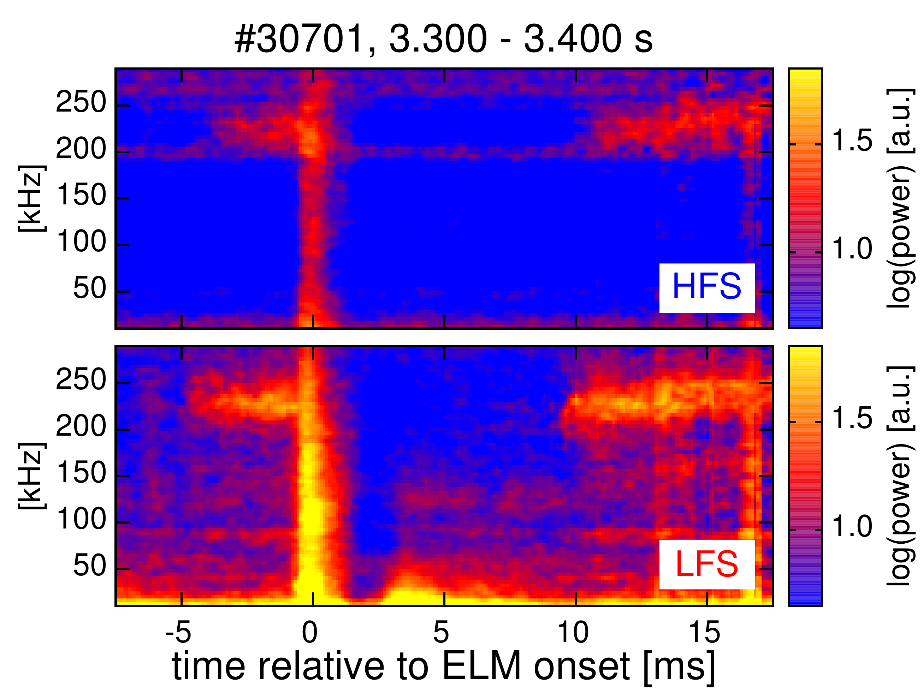 #30701, 3.300 - 3.400 s
250
200
150
100
50
[kHz]
HFS
1.5
1.0
log(power) [a.u.]
250
200
150
100
50
[kHz]
LFS
1.5
1.0
log(power) [a.u.]
-5 0 5 10 15
time relative to ELM onset [ms]